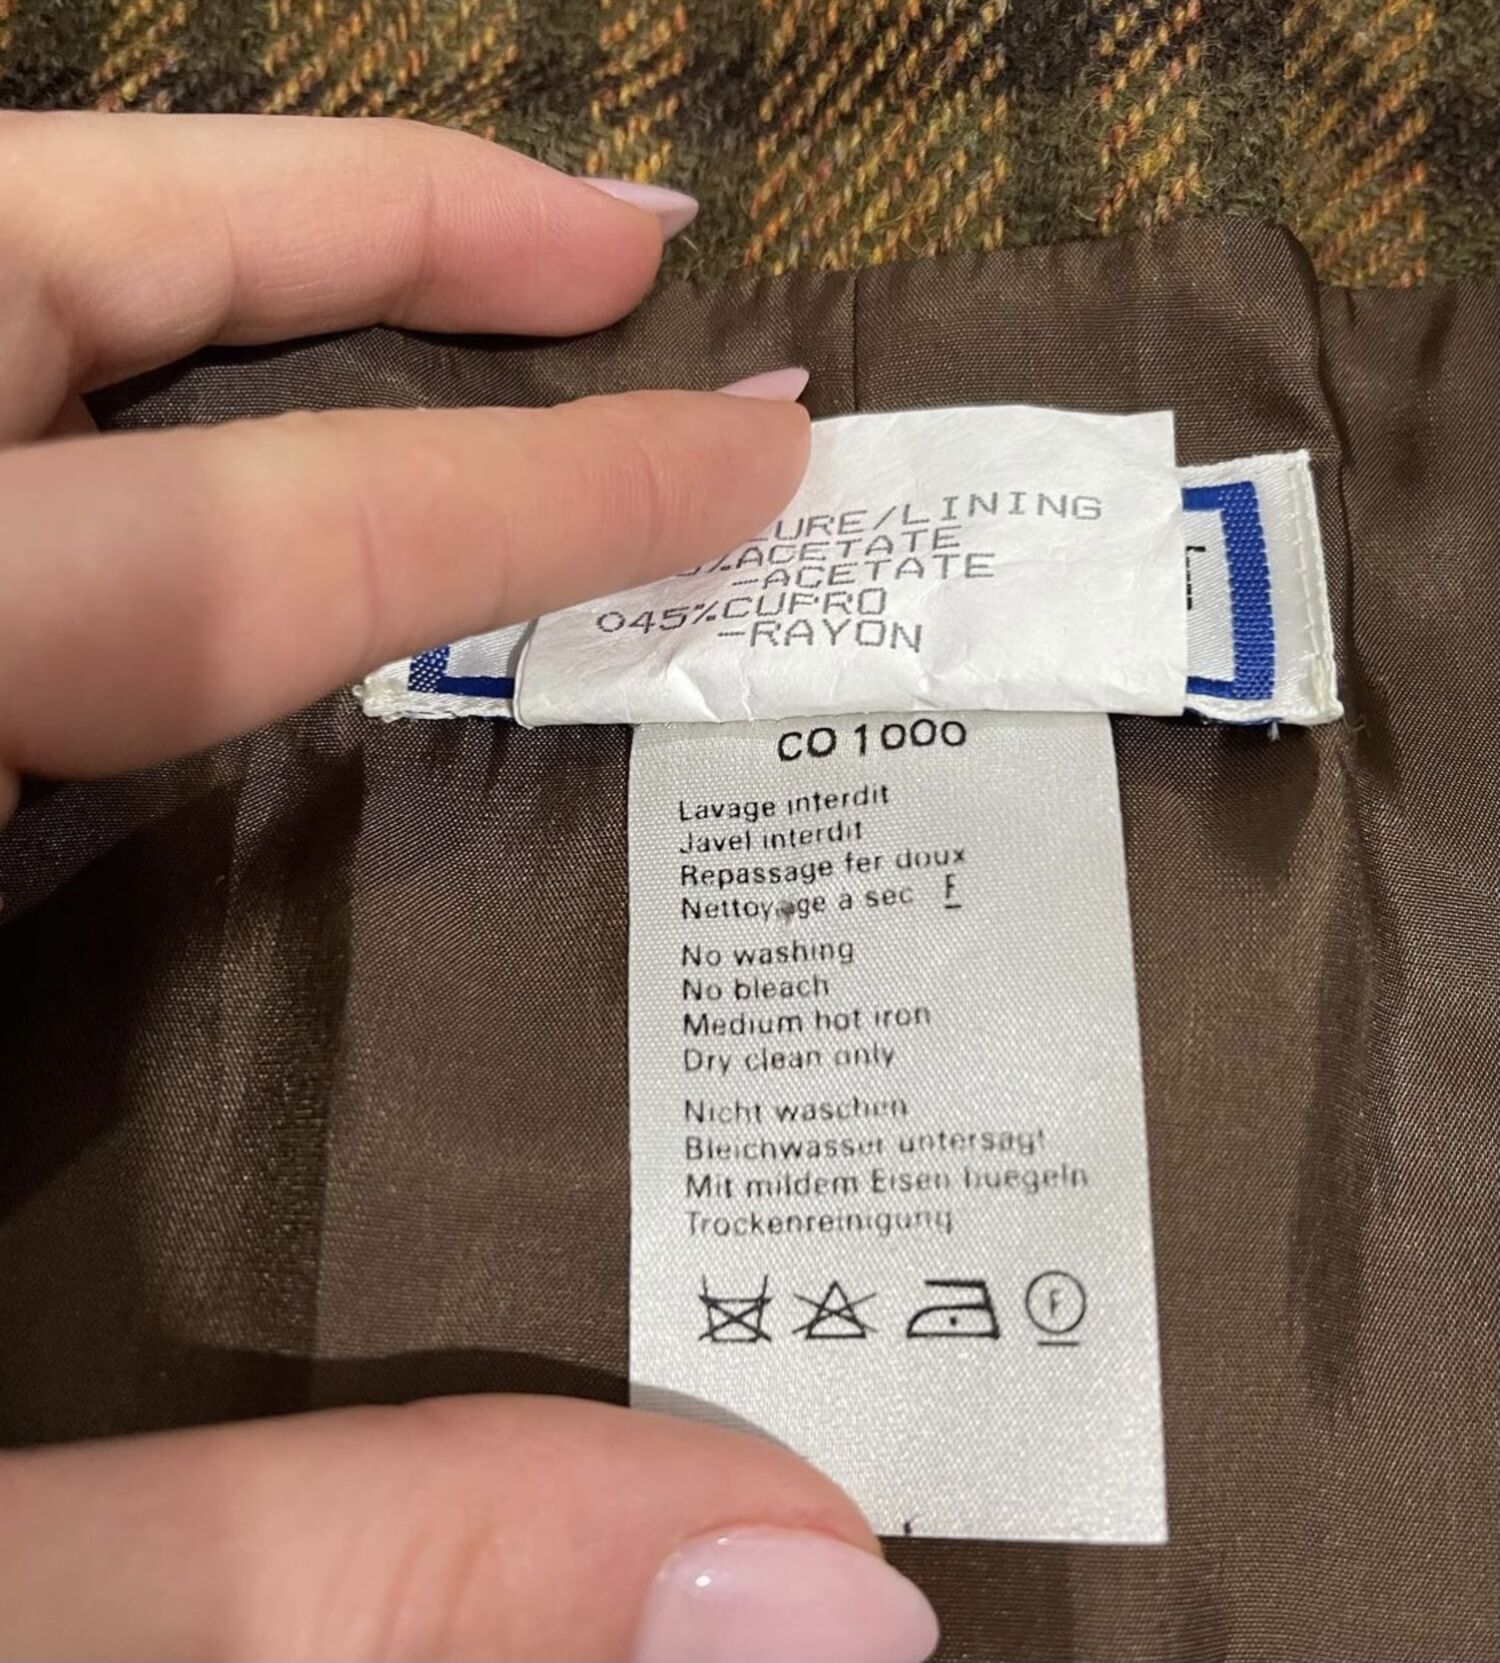 LURE/LINING
%ACETATE
-ACETATE
045%CUPRO
-RAYON
CO 1000
Lavage interdit
Javel interdit
Repassage fer doux
Nettoyage a sec F
No washing
No bleach
Medium hot iron
Dry clean only
Nicht waschen
Bleichwasser untersagt
Mit mildem Eisen buegeln
Trockenreinigung
F